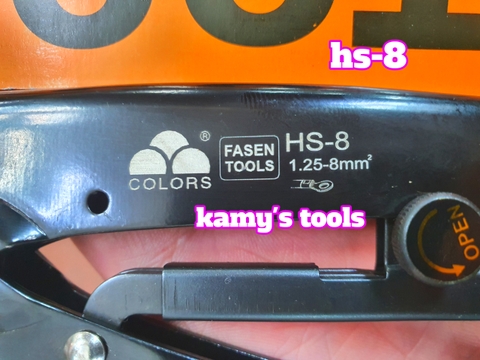 hs-8
®
COLORS
FASEN
TOOLS
HS-8
1.25-8mm²
kamy's tools
OPEN